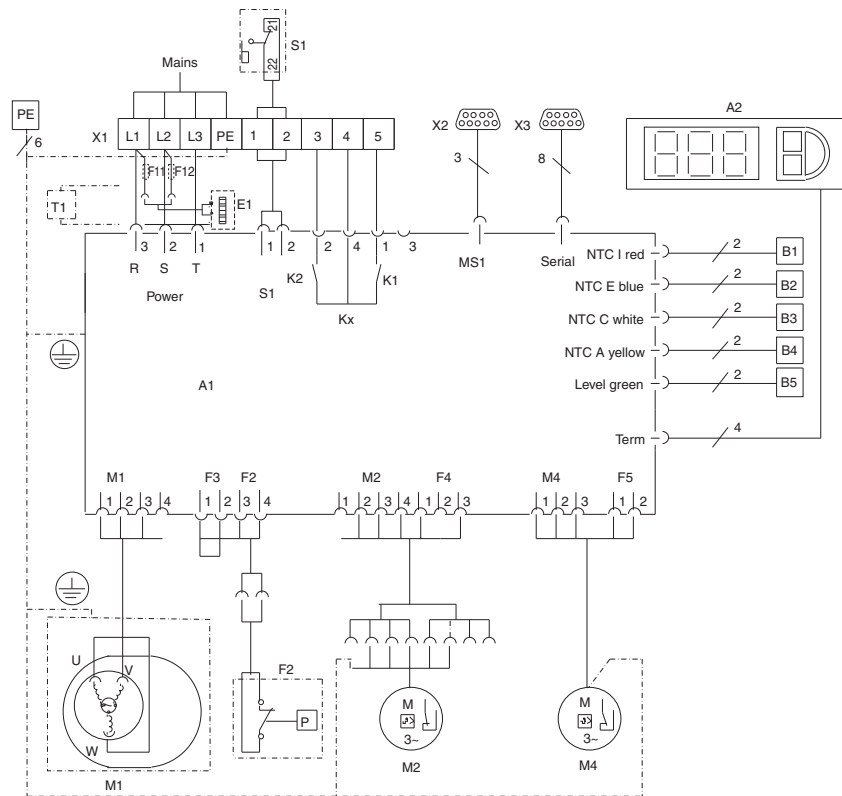 21
22
S1
Mains
PE
6
X1 L1 L2 L3 PE 1 2 3 4 5
X2
X3
A2
3
8
F11 F12
T1
E1
3 2 1
R S T
Power
1 2
S1
2 4 1 3
K2 K1
Kx
MS1
Serial
NTC I red 2 B1
NTC E blue 2 B2
NTC C white 2 B3
NTC A yellow 2 B4
Level green 2 B5
Term 4
A1
M1 F3 F2 M2 F4 M4 F5
1 2 3 4 1 2 3 4 1 2 3 4 1 2 3 1 2 3 1 2
U V
W
M1
F2
P
M
3~
M2
M
3~
M4